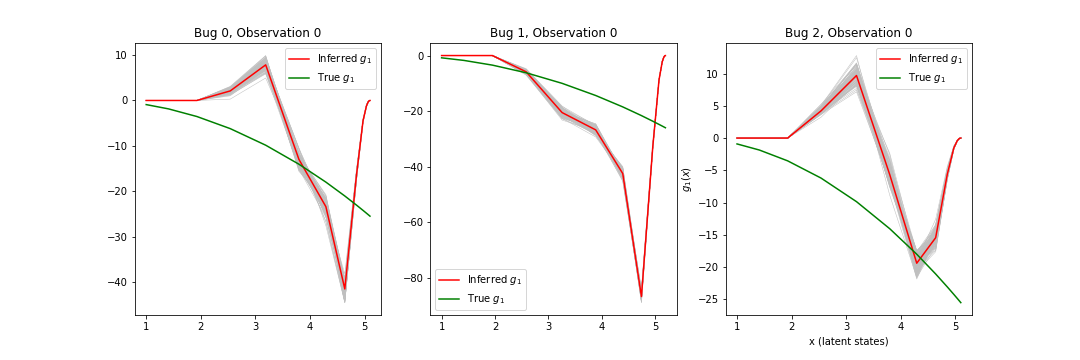 Bug 0, Observation 0
Inferred g₁
True g₁
10
0
−10
−20
−30
−40
1 2 3 4 5
Bug 1, Observation 0
Inferred g₁
True g₁
0
−20
−40
−60
−80
1 2 3 4 5
Bug 2, Observation 0
Inferred g₁
True g₁
g₁(x)
10
5
0
−5
−10
−15
−20
−25
1 2 3 4 5
x (latent states)